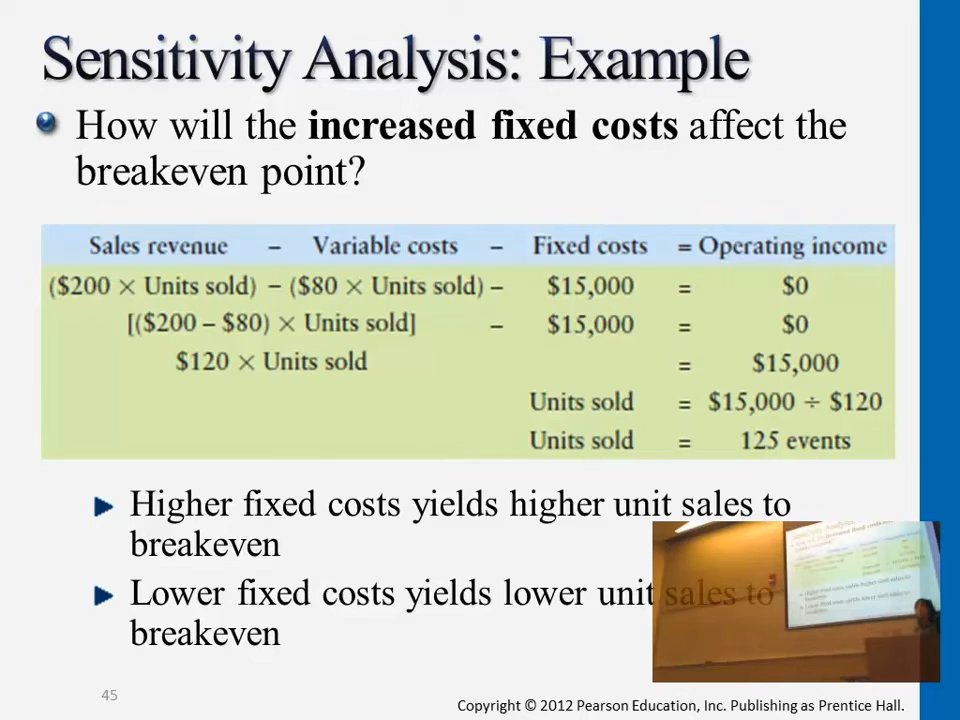 Sensitivity Analysis: Example
How will the increased fixed costs affect the
breakeven point?
Sales revenue – Variable costs – Fixed costs = Operating income
($200 × Units sold) – ($80 × Units sold) – $15,000 = $0
[($200 – $80) × Units sold] – $15,000 = $0
$120 × Units sold = $15,000
Units sold = $15,000 ÷ $120
Units sold = 125 events
Higher fixed costs yields higher unit sales to
breakeven
Lower fixed costs yields lower unit sales to
breakeven
45
Copyright © 2012 Pearson Education, Inc. Publishing as Prentice Hall.